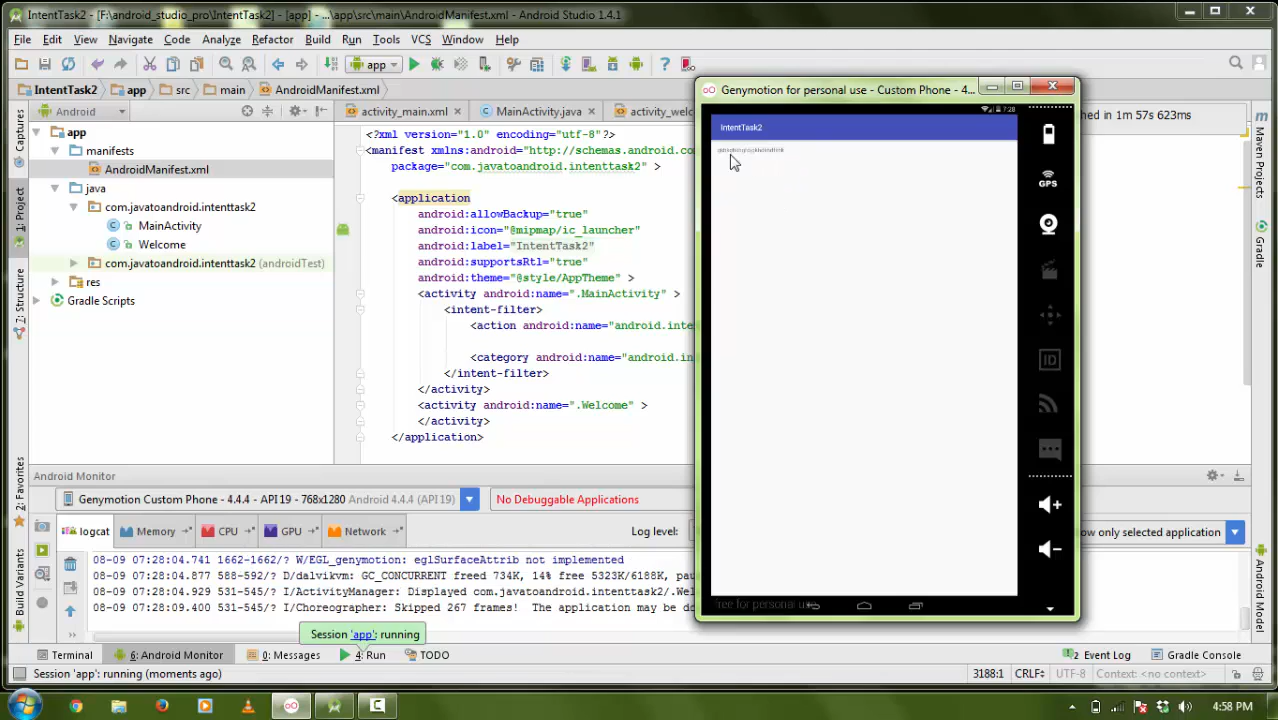 IntentTask2 - [F:\android_studio_pro\IntentTask2] - [app] - ...\app\src\main\AndroidManifest.xml - Android Studio 1.4.1
File Edit View Navigate Code Analyze Refactor Build Run Tools VCS Window Help
app
IntentTask2 app src main AndroidManifest.xml
Android
activity_main.xml MainActivity.java activity_welc
hed in 1m 57s 623ms
Captures
1: Project
7: Structure
2: Favorites
Build Variants
Maven Projects
Gradle
Android Model
app
manifests
AndroidManifest.xml
java
com.javatoandroid.intenttask2
MainActivity
Welcome
com.javatoandroid.intenttask2 (androidTest)
res
Gradle Scripts
<?xml version="1.0" encoding="utf-8"?>
<manifest xmlns:android="http://schemas.android.co
package="com.javatoandroid.intenttask2" >
<application
android:allowBackup="true"
android:icon="@mipmap/ic_launcher"
android:label="IntentTask2"
android:supportsRtl="true"
android:theme="@style/AppTheme" >
<activity android:name=".MainActivity" >
<intent-filter>
<action android:name="android.inte
<category android:name="android.in
</intent-filter>
</activity>
<activity android:name=".Welcome" >
</activity>
</application>
Genymotion for personal use - Custom Phone - 4...
7:28
IntentTask2
GPS
ID
free for personal us
Android Monitor
Genymotion Custom Phone - 4.4.4 - API 19 - 768x1280 Android 4.4.4 (API 19)
No Debuggable Applications
logcat Memory CPU GPU Network Log level: ow only selected application
08-09 07:28:04.741 1662-1662/? W/EGL_genymotion: eglSurfaceAttrib not implemented
08-09 07:28:04.877 588-592/? D/dalvikvm: GC_CONCURRENT freed 734K, 14% free 5323K/6188K, pau
08-09 07:28:04.929 531-545/? I/ActivityManager: Displayed com.javatoandroid.intenttask2/.Wel
08-09 07:28:09.400 531-545/? I/Choreographer: Skipped 267 frames! The application may be do
Session 'app': running
Terminal 6: Android Monitor 0: Messages 4: Run TODO 2 Event Log Gradle Console
Session 'app': running (moments ago) 3188:1 CRLF UTF-8 Context: <no context>
4:58 PM